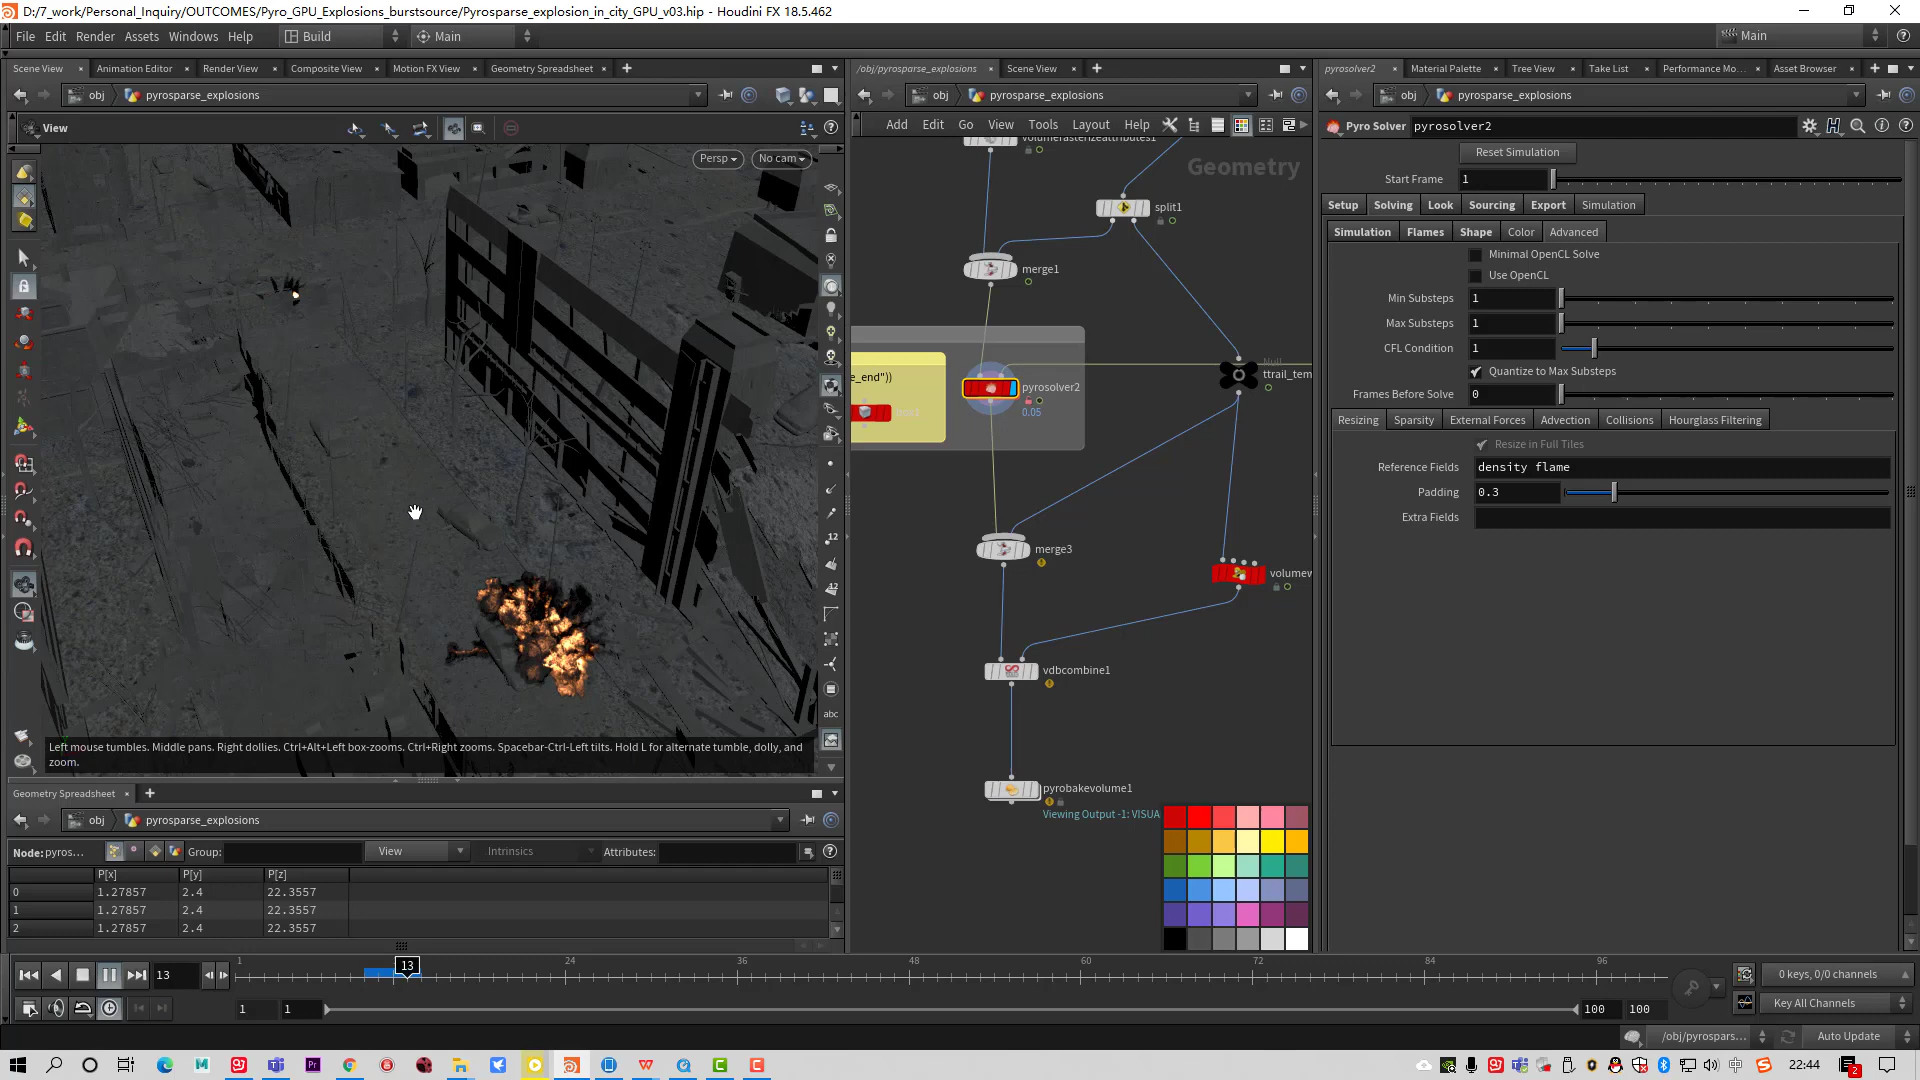 D:/7_work/Personal_Inquiry/OUTCOMES/Pyro_GPU_Explosions_burstsource/Pyrosparse_explosion_in_city_GPU_v03.hip - Houdini FX 18.5.462
File Edit Render Assets Windows Help Build Main Main
Scene View Animation Editor Render View Composite View Motion FX View Geometry Spreadsheet
/obj/pyrosparse_explosions Scene View
pyrosolver2 Material Palette Tree View Take List Performance Mo... Asset Browser
obj pyrosparse_explosions
obj pyrosparse_explosions
obj pyrosparse_explosions
View
Persp No cam
Left mouse tumbles. Middle pans. Right dollies. Ctrl+Alt+Left box-zooms. Ctrl+Right zooms. Spacebar-Ctrl-Left tilts. Hold L for alternate tumble, dolly, and
zoom.
12
12
abc
Add Edit Go View Tools Layout Help
Geometry
volumerasterizeattributes1
split1
merge1
e_end"))
pyrosolver2
0.05
Null
ttrail_tem
merge3
volumev
vdbcombine1
pyrobakevolume1
Viewing Output -1: VISUA
Pyro Solver pyrosolver2
Reset Simulation
Start Frame 1
Setup Solving Look Sourcing Export Simulation
Simulation Flames Shape Color Advanced
Minimal OpenCL Solve
Use OpenCL
Min Substeps 1
Max Substeps 1
CFL Condition 1
Quantize to Max Substeps
Frames Before Solve 0
Resizing Sparsity External Forces Advection Collisions Hourglass Filtering
Resize in Full Tiles
Reference Fields density flame
Padding 0.3
Extra Fields
Geometry Spreadsheet
obj pyrosparse_explosions
Node: pyros... Group: View Intrinsics Attributes:
P[x] P[y] P[z]
0 1.27857 2.4 22.3557
1 1.27857 2.4 22.3557
2 1.27857 2.4 22.3557
13 1 13 24 36 48 60 72 84 96
0 keys, 0/0 channels
1 1 100 100
Key All Channels
/obj/pyrospars... Auto Update
22:44
2